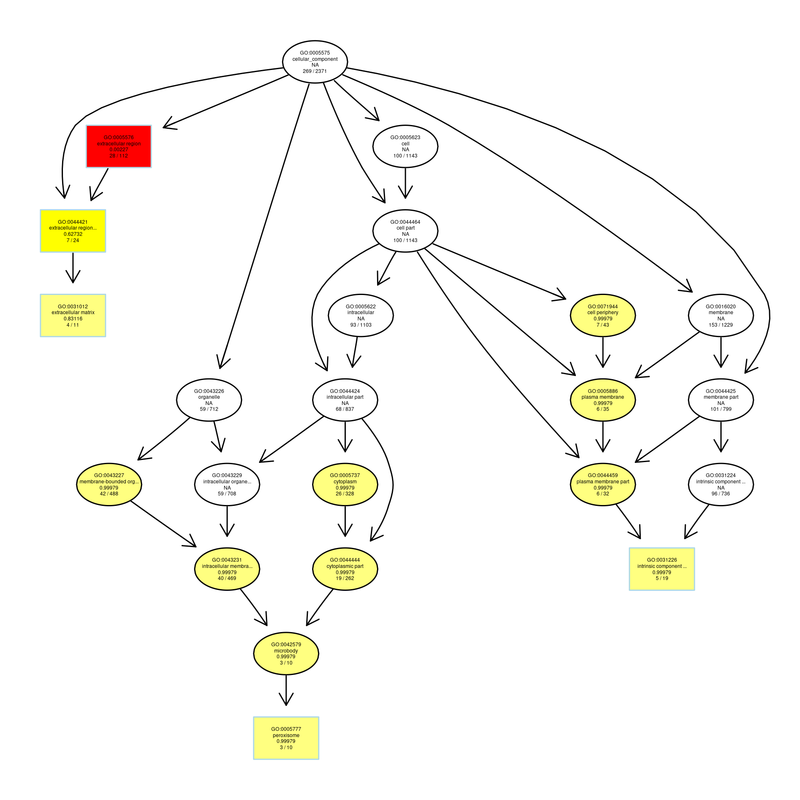 GO:0005575
cellular_component
NA
269 / 2371
GO:0005576
extracellular region
28 / 112
GO:0005623
cell
NA
100 / 1143
GO:0044421
extracellular region...
0.62732
7 / 24
GO:0044464
cell part
NA
100 / 1143
GO:0031012
extracellular matrix
0.83116
4 / 11
GO:0005622
intracellular
NA
93 / 1103
GO:0071944
cell periphery
0.99979
7 / 43
GO:0016020
membrane
NA
153 / 1229
GO:0043226
organelle
NA
59 / 712
GO:0044424
intracellular part
NA
68 / 837
GO:0005886
plasma membrane
0.99979
6 / 35
GO:0044425
membrane part
NA
101 / 799
GO:0043227
membrane-bounded org...
0.99979
42 / 488
GO:0043229
intracellular organe...
NA
59 / 708
GO:0005737
cytoplasm
0.99979
26 / 328
GO:0044459
plasma membrane part
0.99979
6 / 32
GO:0031224
intrinsic component ...
NA
96 / 736
GO:0043231
intracellular membra...
0.99979
40 / 469
GO:0044444
cytoplasmic part
0.99979
19 / 262
GO:0031226
intrinsic component ...
0.99979
5 / 19
GO:0042579
microbody
0.99979
3 / 10
GO:0005777
peroxisome
0.99979
3 / 10